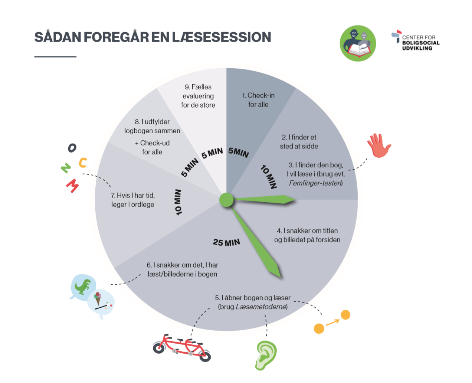 SÅDAN FOREGÅR EN LÆSESESSION
CENTER FOR
BOLIGSOCIAL
UDVIKLING
9. Fælles
evaluering
for de store
1. Check-in
for alle
8. I udfylder
logbogen sammen
+ Check-ud
for alle
2. I finder et
sted at sidde
3. I finder den bog,
I vil læse i (brug evt.
Femfinger-testen)
5 MIN
5 MIN
5MIN
10 MIN
10 MIN
25 MIN
O
N
C
M
7. Hvis I har tid,
leger I ordlege
4. I snakker om titlen
og billedet på forsiden
6. I snakker om det, I har
læst/billederne i bogen
5. I åbner bogen og læser
(brug Læsemetoderne)